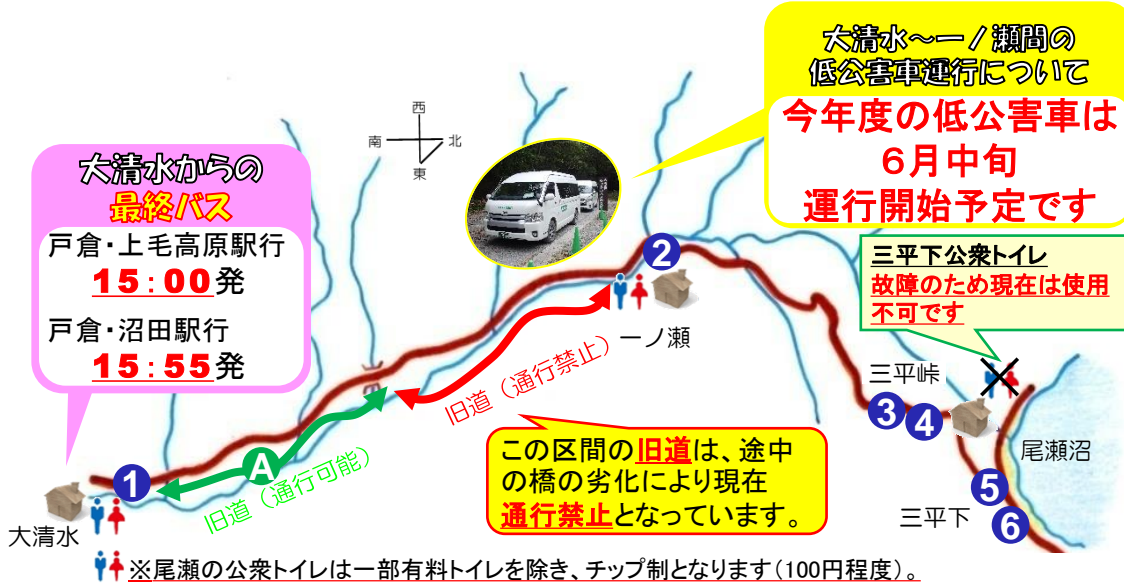 大清水～一ノ瀬間の
低公害車運行について
今年度の低公害車は
６月中旬
運行開始予定です
西
南
北
東
大清水からの
最終バス
戸倉・上毛高原駅行
15：00発
戸倉・沼田駅行
15：55発
2
三平下公衆トイレ
故障のため現在は使用
不可です
一ノ瀬
旧道（通行禁止）
三平峠
3
4
尾瀬沼
この区間の旧道は、途中
の橋の劣化により現在
通行禁止となっています。
1
A
旧道（通行可能）
5
三平下
6
大清水
※尾瀬の公衆トイレは一部有料トイレを除き、チップ制となります（100円程度）。